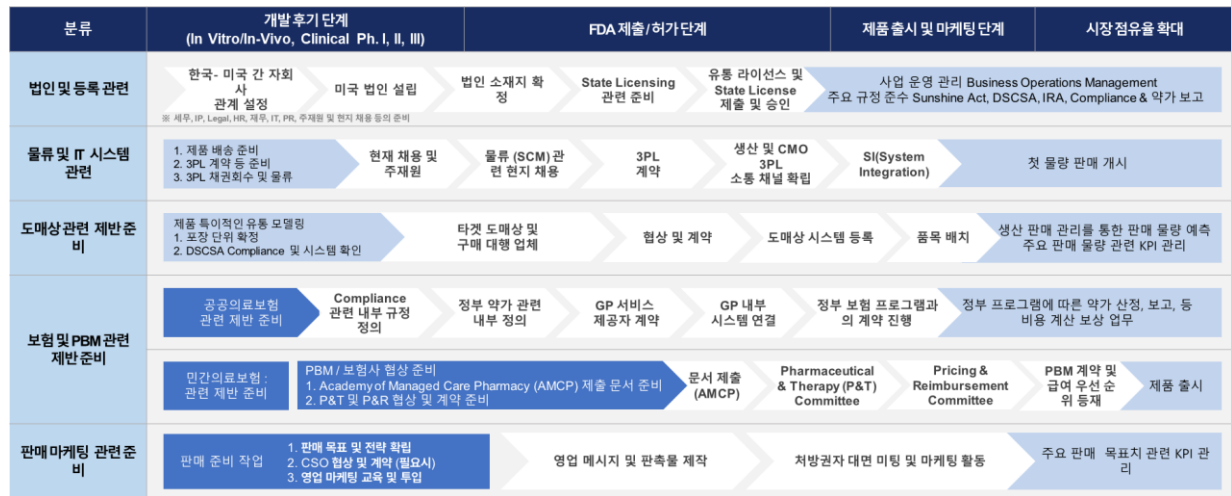 분류
개발 후기 단계
(In Vitro/In-Vivo, Clinical Ph. I, II, III)
FDA 제출/허가 단계
제품 출시 및 마케팅 단계
시장 점유율 확대
법인 및 등록 관련
한국- 미국 간 자회
사
관계 설정
미국 법인 설립
법인 소재지 확
정
State Licensing
관련 준비
유통 라이선스 및
State License
제출 및 승인
사업 운영 관리 Business Operations Management
주요 규정 준수 Sunshine Act, DSCSA, IRA, Compliance & 약가 보고
※ 세무, IP, Legal, HR, 재무, IT, PR, 주재원 및 현지 채용 등의 준비
물류 및 IT 시스템
관련
1. 제품 배송 준비
2. 3PL 계약 등 준비
3. 3PL 채권회수 및 물류
현재 채용 및
주재원
물류 (SCM) 관
련 현지 채용
3PL
계약
생산 및 CMO
3PL
소통 채널 확립
SI(System
Integration)
첫 물량 판매 개시
도매상 관련 제반 준
비
제품 특이적인 유통 모델링
1. 포장 단위 확정
2. DSCSA Compliance 및 시스템 확인
타겟 도매상 및
구매 대행 업체
협상 및 계약
도매상 시스템 등록
품목 배치
생산 판매 관리를 통한 판매 물량 예측
주요 판매 물량 관련 KPI 관리
보험 및 PBM 관련
제반 준비
공공의료보험
관련 제반 준비
Compliance
관련 내부 규정
정의
정부 약가 관련
내부 정의
GP 서비스
제공자 계약
GP 내부
시스템 연결
정부 보험 프로그램과
의 계약 진행
정부 프로그램에 따른 약가 산정, 보고, 등
비용 계산 보상 업무
민간의료보험 :
관련 제반 준비
PBM / 보험사 협상 준비
1. Academy of Managed Care Pharmacy (AMCP) 제출 문서 준비
2. P&T 및 P&R 협상 및 계약 준비
문서 제출
(AMCP)
Pharmaceutical
& Therapy (P&T)
Committee
Pricing &
Reimbursement
Committee
PBM 계약 및
급여 우선 순
위 등재
제품 출시
판매 마케팅 관련 준
비
판매 준비 작업
1. 판매 목표 및 전략 확립
2. CSO 협상 및 계약 (필요시)
3. 영업 마케팅 교육 및 투입
영업 메시지 및 판촉물 제작
처방권자 대면 미팅 및 마케팅 활동
주요 판매 목표치 관련 KPI 관
리